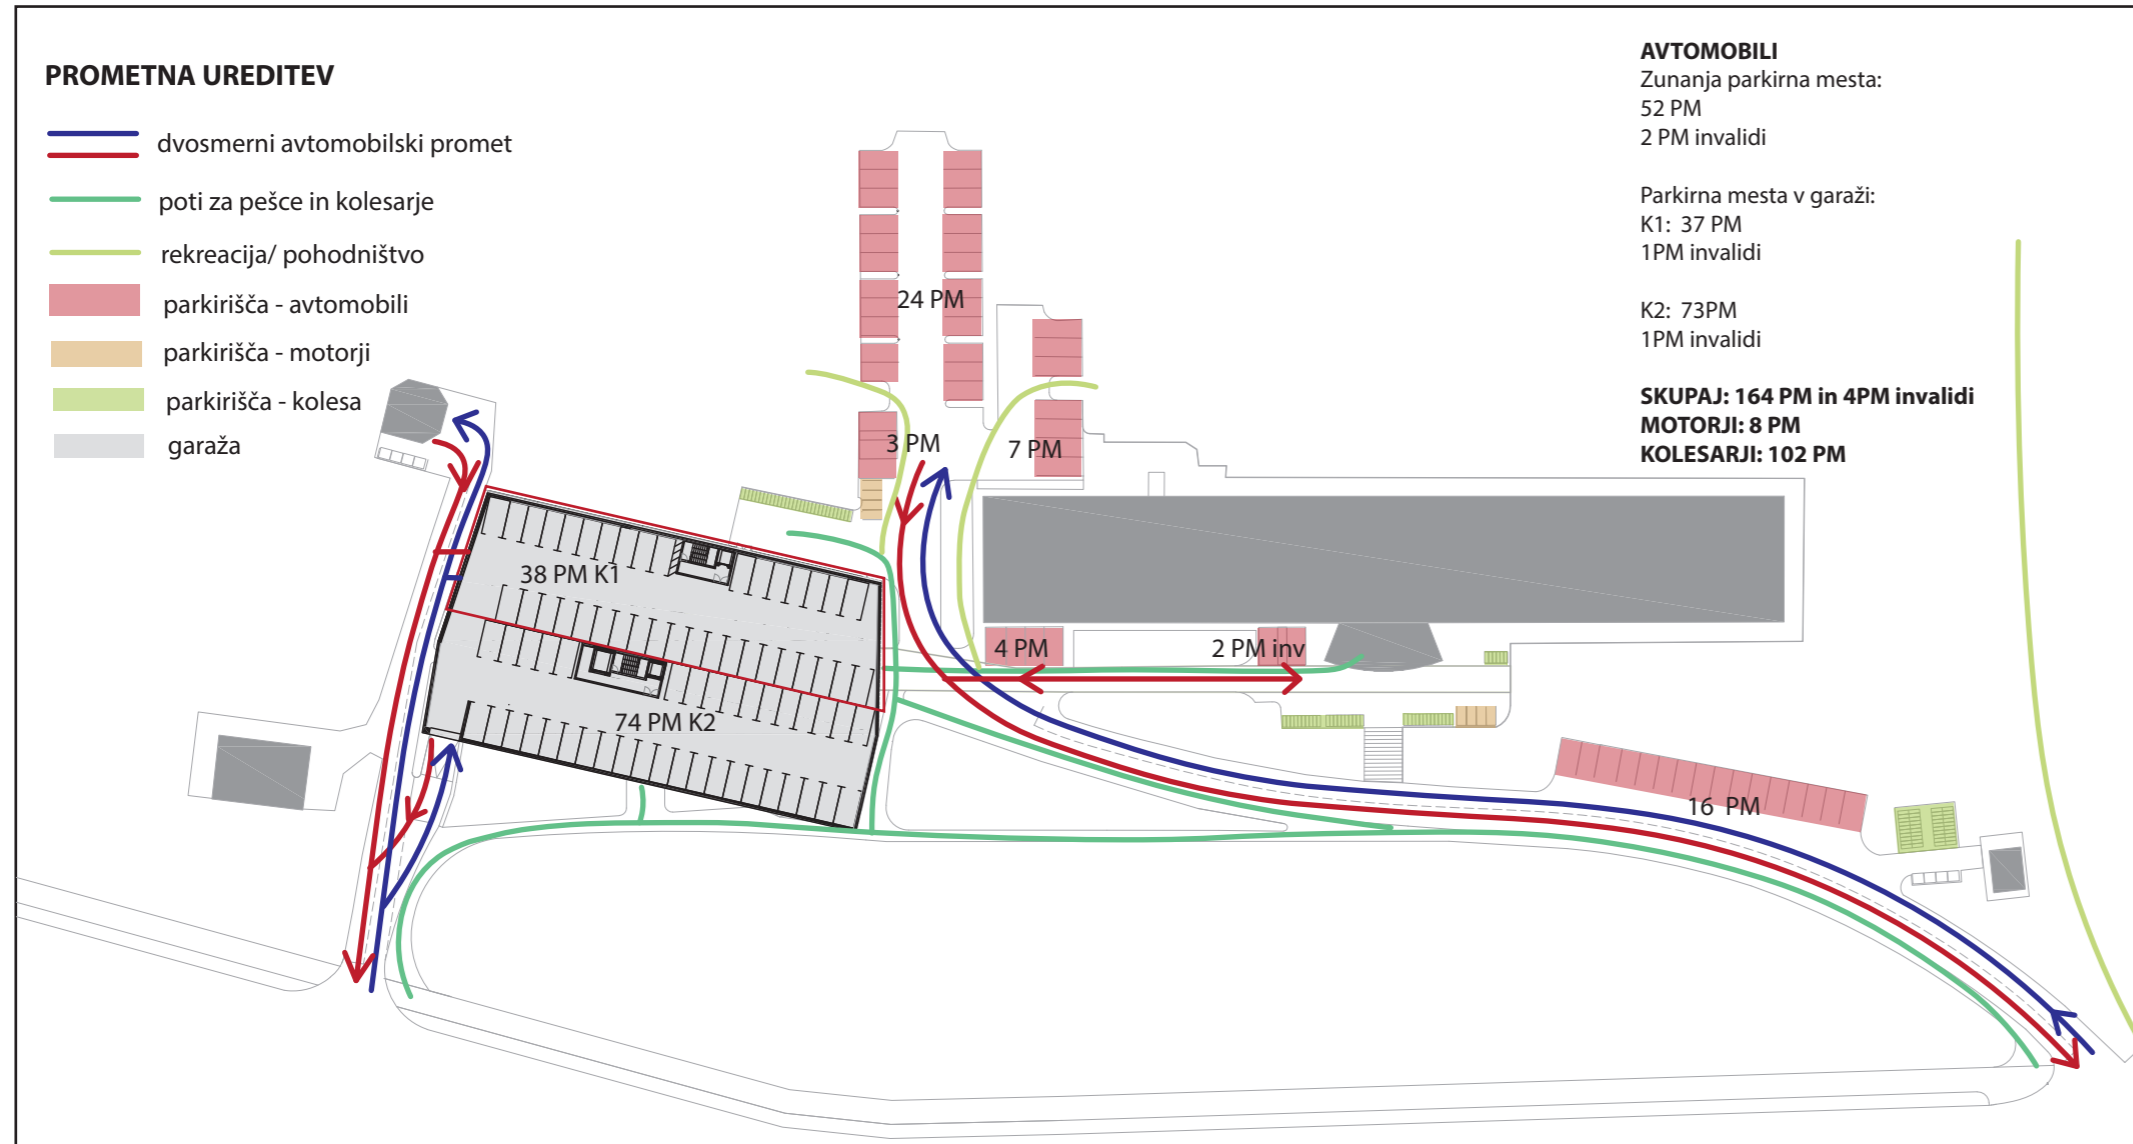 PROMETNA UREDITEV
dvosmerni avtomobilski promet
poti za pešce in kolesarje
rekreacija/ pohodništvo
parkirišča - avtomobili
parkirišča - motorji
parkirišča - kolesa
garaža
AVTOMOBILI
Zunanja parkirna mesta:
52 PM
2 PM invalidi
Parkirna mesta v garaži:
K1: 37 PM
1PM invalidi
K2: 73PM
1PM invalidi
SKUPAJ: 164 PM in 4PM invalidi
MOTORJI: 8 PM
KOLESARJI: 102 PM
24 PM
3 PM
7 PM
38 PM K1
4 PM
2 PM inv
74 PM K2
16 PM